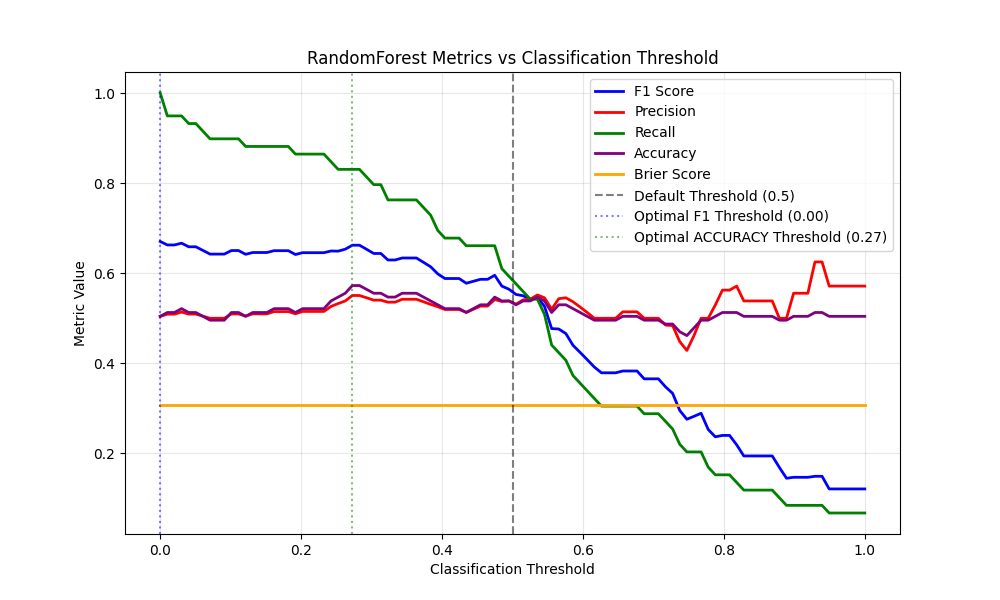 RandomForest Metrics vs Classification Threshold
F1 Score
Precision
Recall
Accuracy
Brier Score
Default Threshold (0.5)
Optimal F1 Threshold (0.00)
Optimal ACCURACY Threshold (0.27)
Metric Value
1.0
0.8
0.6
0.4
0.2
0.0
0.2
0.4
0.6
0.8
1.0
Classification Threshold